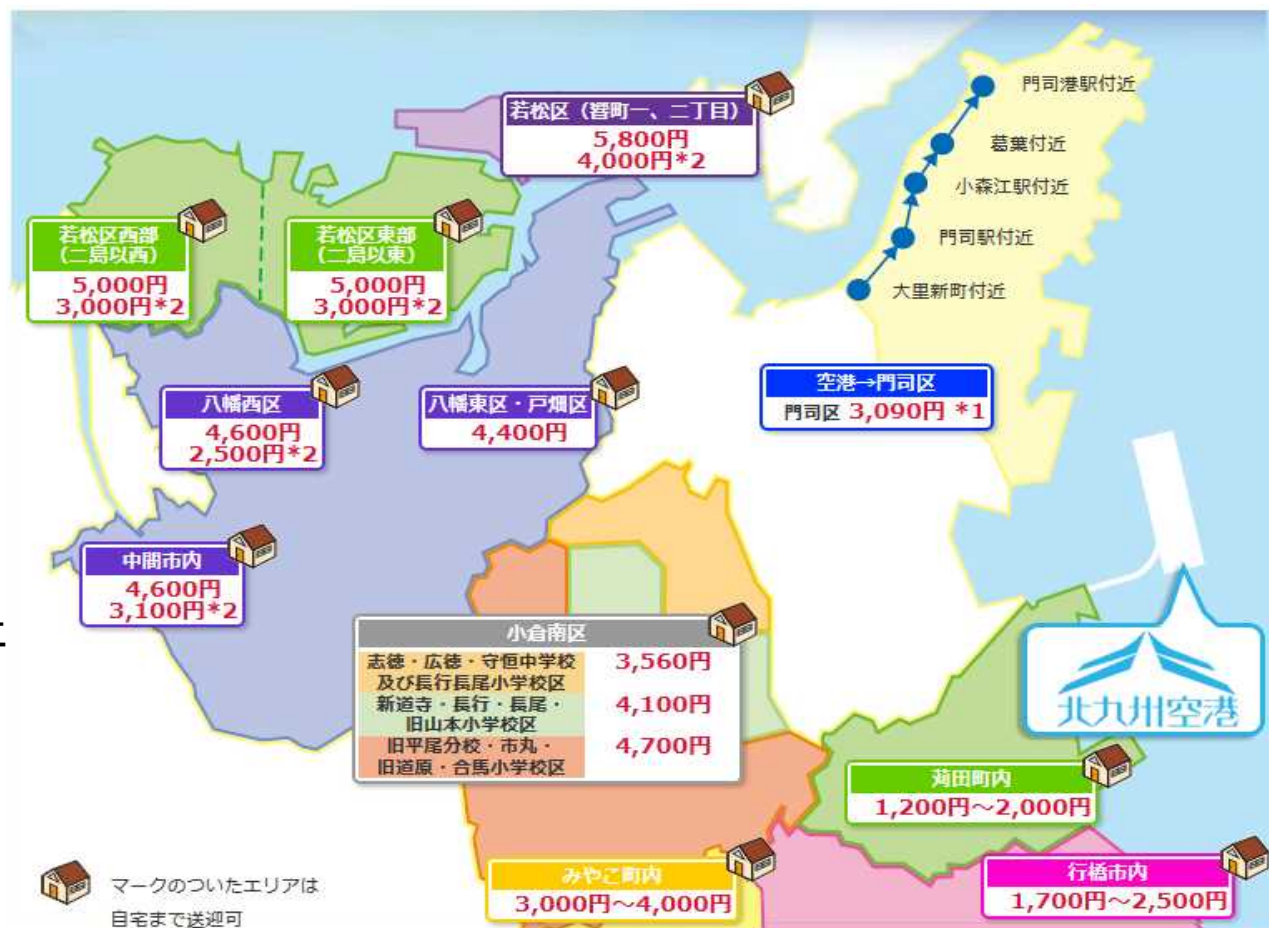 若松区（響町一、二丁目）
5,800円
4,000円*2
門司港駅付近
葛葉付近
小森江駅付近
門司駅付近
大里新町付近
若松区西部
（二島以西）
5,000円
3,000円*2
若松区東部
（二島以東）
5,000円
3,000円*2
空港→門司区
門司区 3,090円 *1
八幡西区
4,600円
2,500円*2
八幡東区・戸畑区
4,400円
中間市内
4,600円
3,100円*2
小倉南区
志徳・広徳・守恒中学校
及び長行長尾小学校区
3,560円
新道寺・長行・長尾・
旧山本小学校区
4,100円
旧平尾分校・市丸・
旧道原・合馬小学校区
4,700円
北九州空港
苅田町内
1,200円～2,000円
みやこ町内
3,000円～4,000円
行橋市内
1,700円～2,500円
マークのついたエリアは
自宅まで送迎可